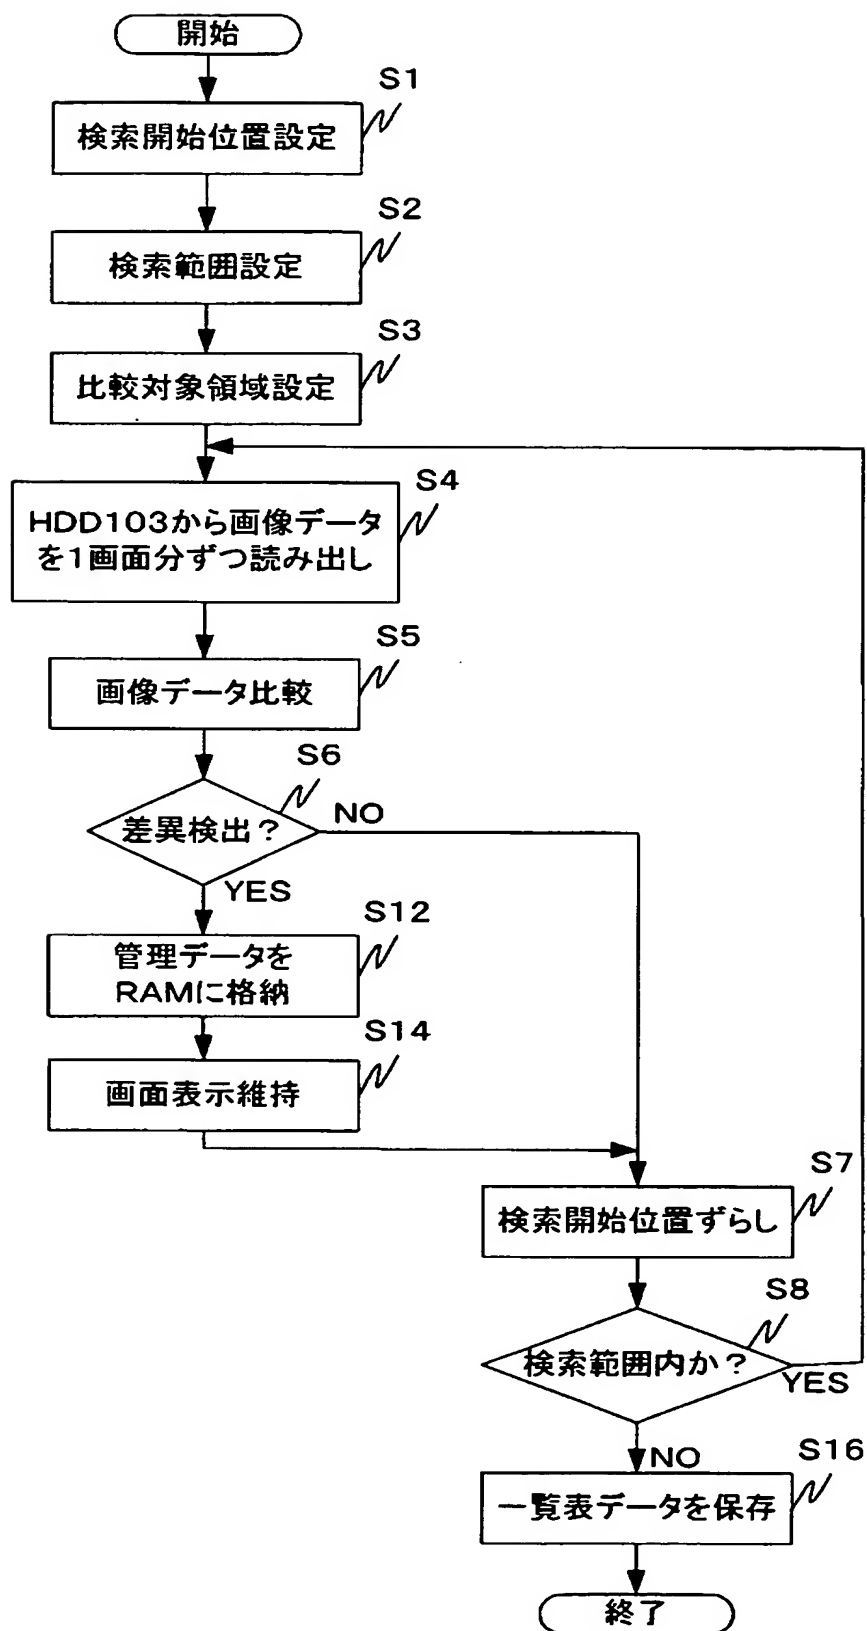 開始
S1
検索開始位置設定
S2
検索範囲設定
S3
比較対象領域設定
S4
HDD103から画像データ
を1画面分ずつ読み出し
S5
画像データ比較
S6
差異検出?
NO
YES
S12
管理データを
RAMに格納
S14
画面表示維持
S7
検索開始位置ずらし
S8
検索範囲内か?
YES
NO
S16
一覧表データを保存
終了